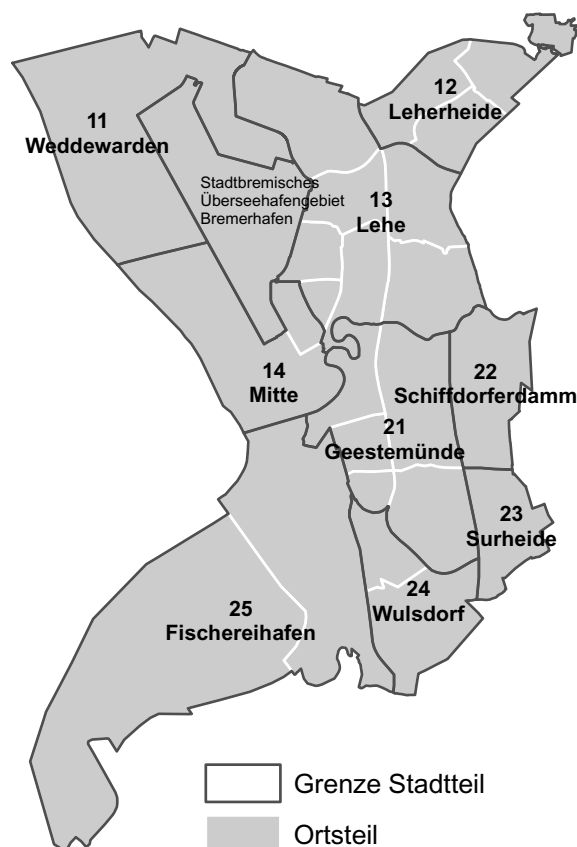 12
Leherheide
11
Weddewarden
Stadtbremisches
Überseehafengebiet
Bremerhafen
13
Lehe
14
Mitte
22
Schiffdorferdamm
21
Geestemünde
23
Surheide
24
Wulsdorf
25
Fischereihafen
Grenze Stadtteil
Ortsteil